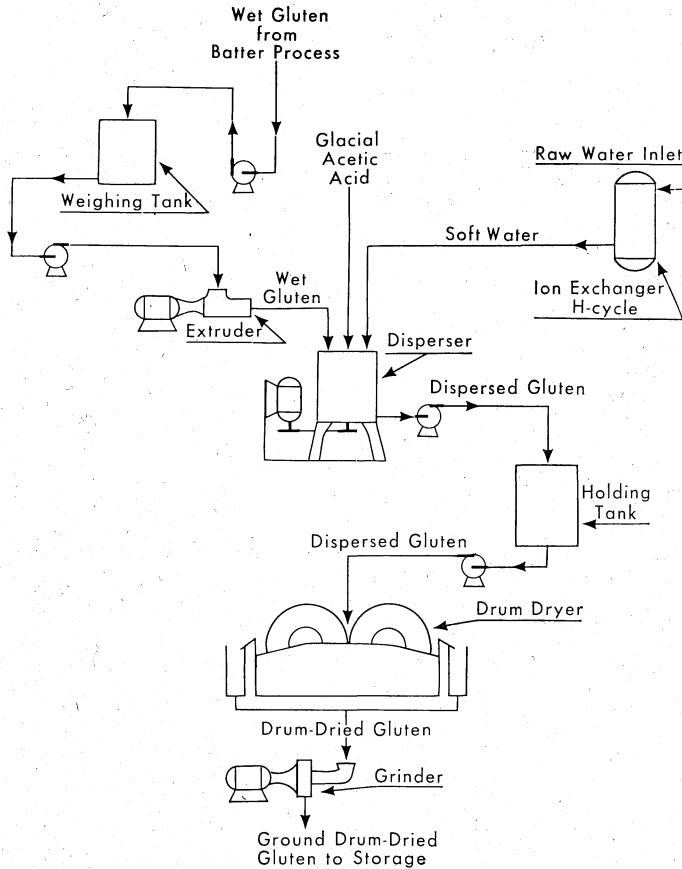 Wet Gluten
from
Batter Process
Glacial
Acetic
Acid
Raw Water Inlet
Weighing Tank
Soft Water
Ion Exchanger
H-cycle
Wet
Gluten
Extruder
Disperser
Dispersed Gluten
Holding
Tank
Dispersed Gluten
Drum Dryer
Drum-Dried Gluten
Grinder
Ground Drum-Dried
Gluten to Storage